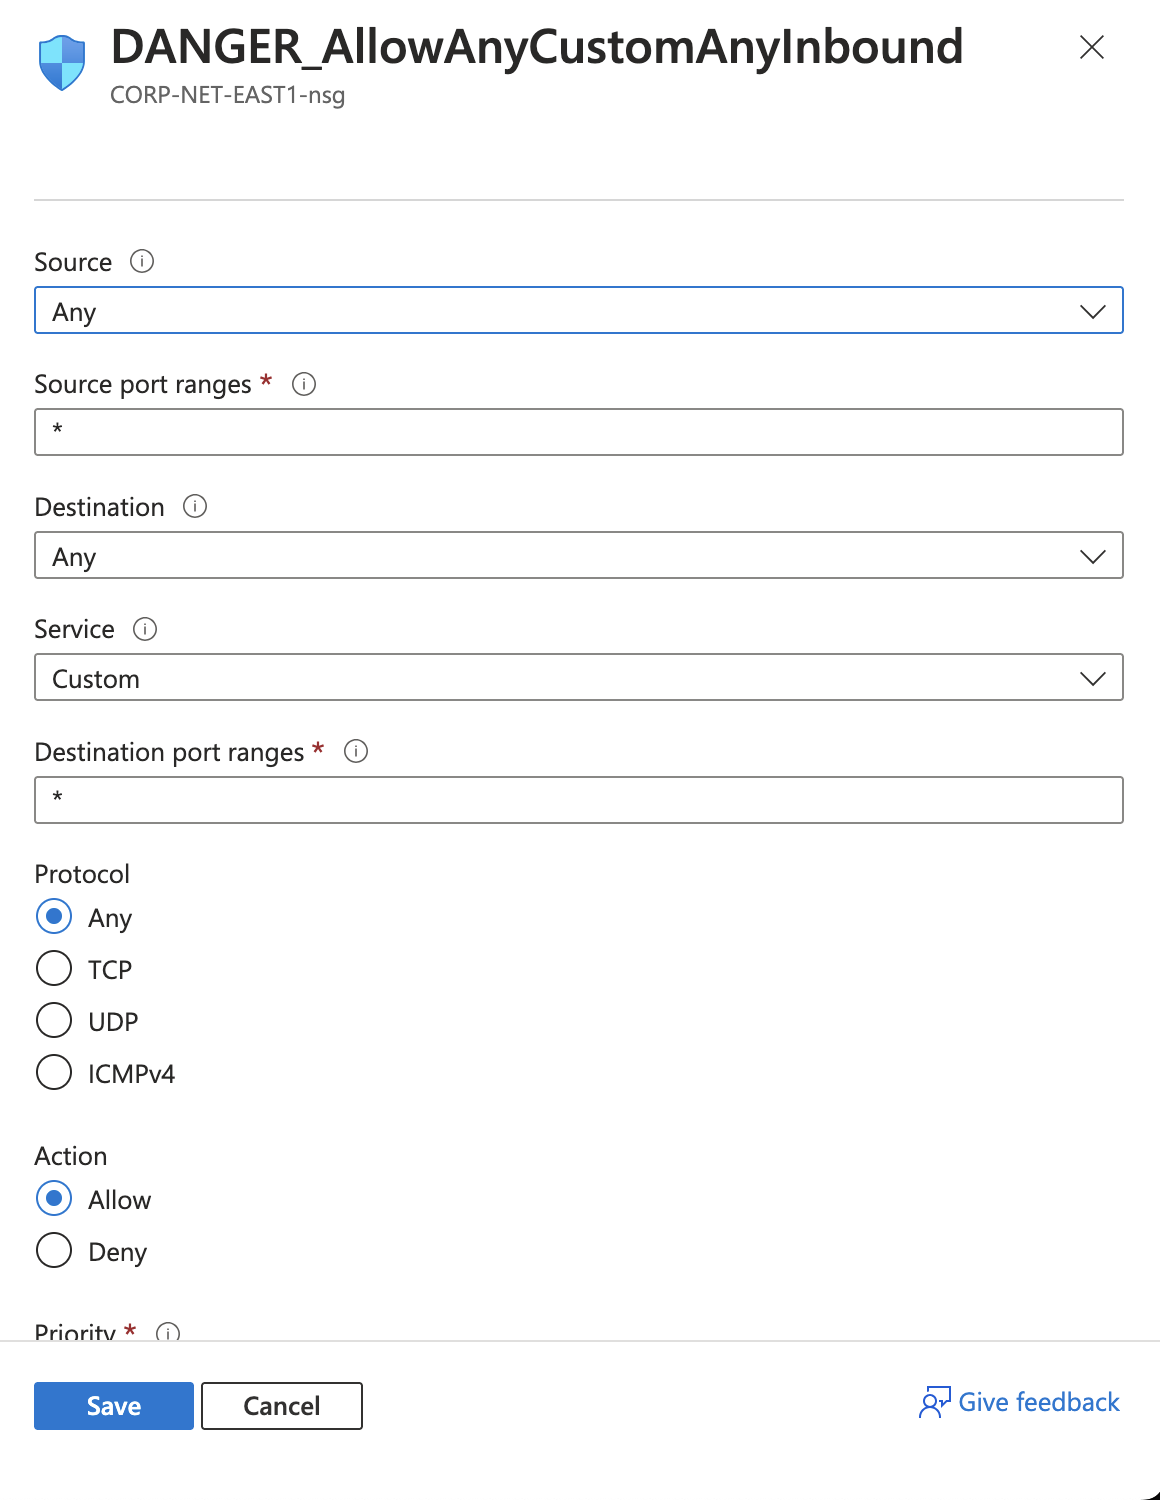 DANGER_AllowAnyCustomAnyInbound
CORP-NET-EAST1-nsg
Source
Any
Source port ranges *
*
Destination
Any
Service
Custom
Destination port ranges *
*
Protocol
Any
TCP
UDP
ICMPv4
Action
Allow
Deny
Priority *
Save Cancel Give feedback